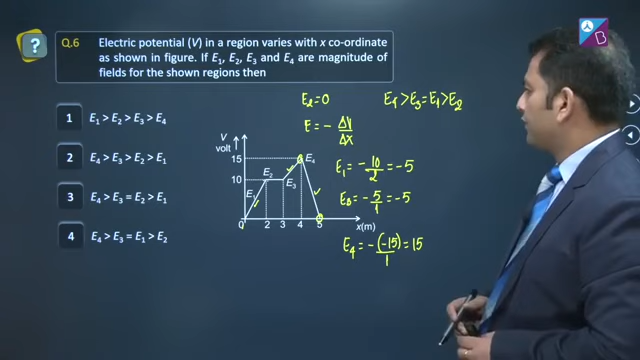 ?
Q.6 Electric potential (V) in a region varies with x co-ordinate
as shown in figure. If E₁, E₂, E₃ and E₄ are magnitude of
fields for the shown regions then
B
1 E₁ > E₂ > E₃ > E₄
2 E₄ > E₃ > E₂ > E₁
3 E₄ > E₃ = E₂ > E₁
4 E₄ > E₃ = E₁ > E₂
V
volt
15
10
E₁
E₂
E₃
E₄
0
2 3 4 5 x(m)
E₂ = 0
E₄ > E₃ = E₁ > E₂
E = - ΔV/Δx
E₁ = - 10/2 = -5
E₃ = - 5/1 = -5
E₄ = - (-15)/1 = 15